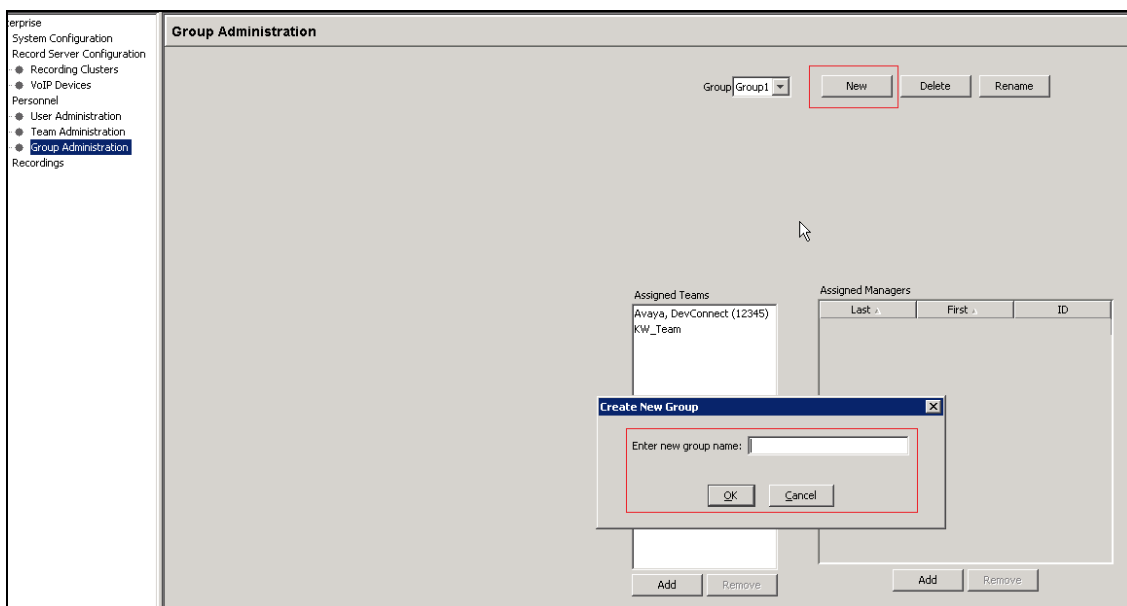 erprise
System Configuration
Record Server Configuration
Recording Clusters
VoIP Devices
Personnel
User Administration
Team Administration
Group Administration
Recordings
Group Administration
Group Group1 New Delete Rename
Assigned Teams
Avaya, DevConnect (12345)
KW_Team
Add Remove
Assigned Managers
Last First ID
Add Remove
Create New Group
Enter new group name:
OK Cancel